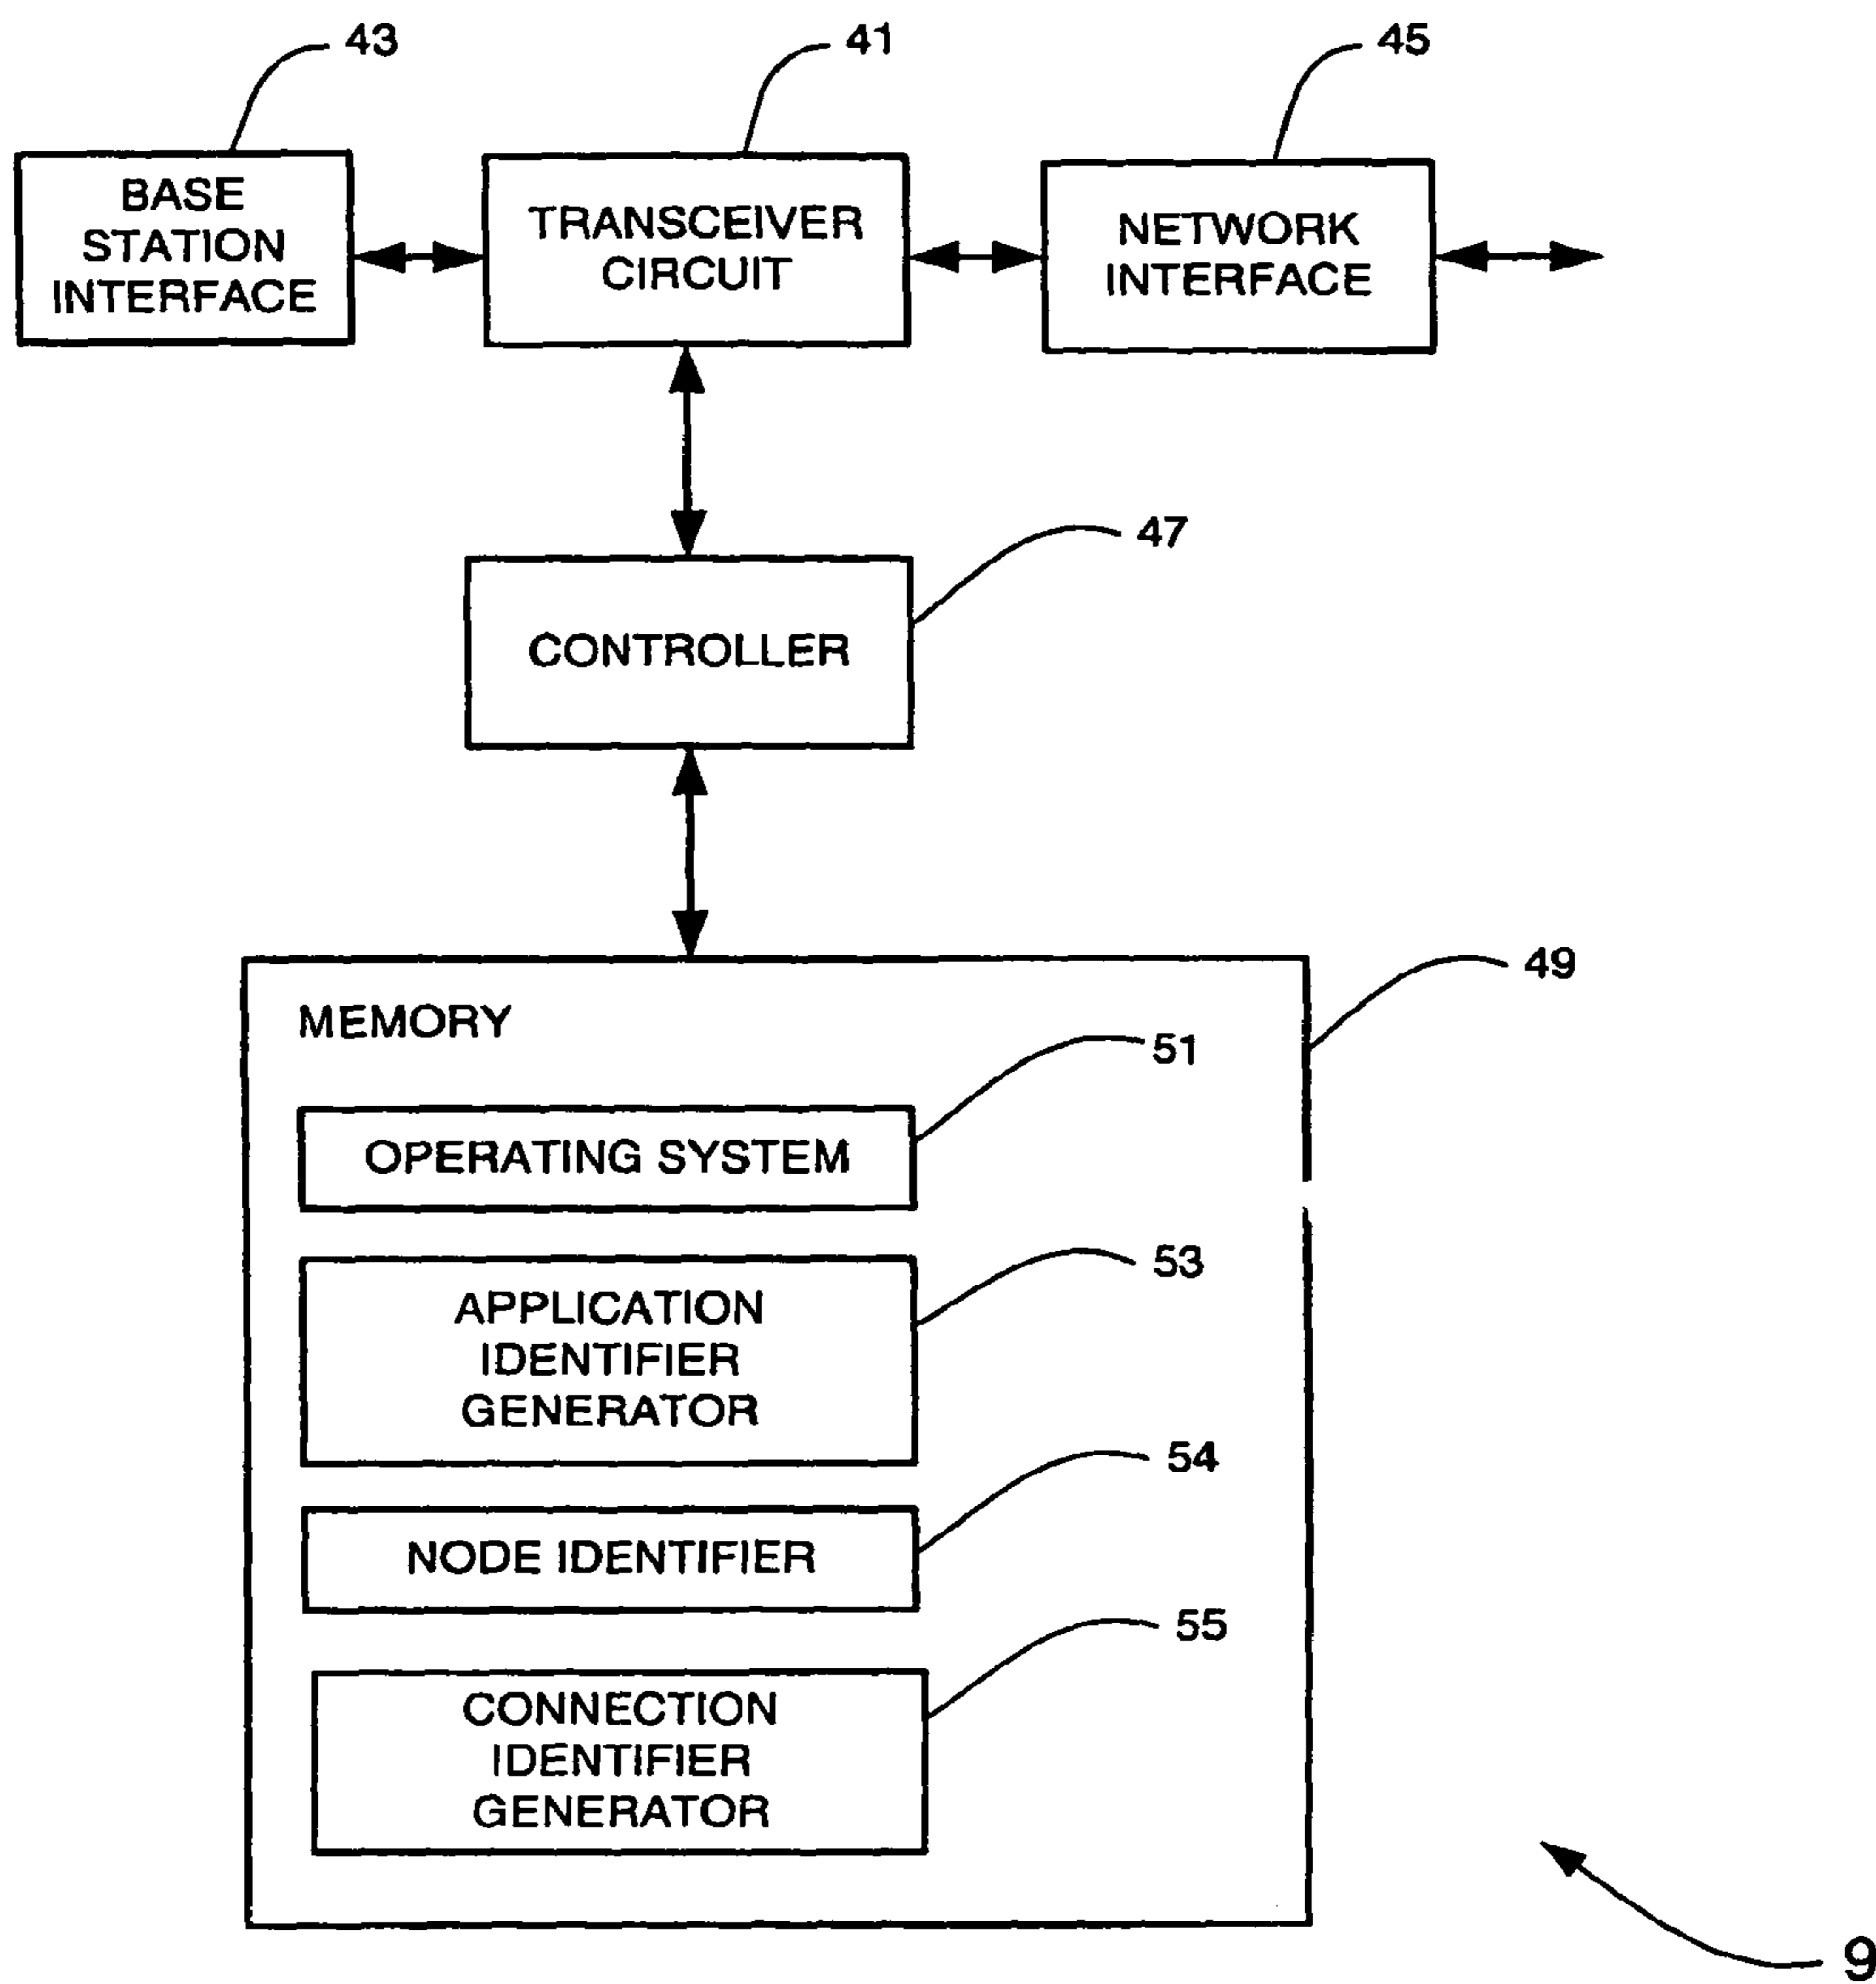 43
41
45
BASE
STATION
INTERFACE
TRANSCEIVER
CIRCUIT
NETWORK
INTERFACE
47
CONTROLLER
49
MEMORY
51
OPERATING SYSTEM
53
APPLICATION
IDENTIFIER
GENERATOR
54
NODE IDENTIFIER
55
CONNECTION
IDENTIFIER
GENERATOR
9